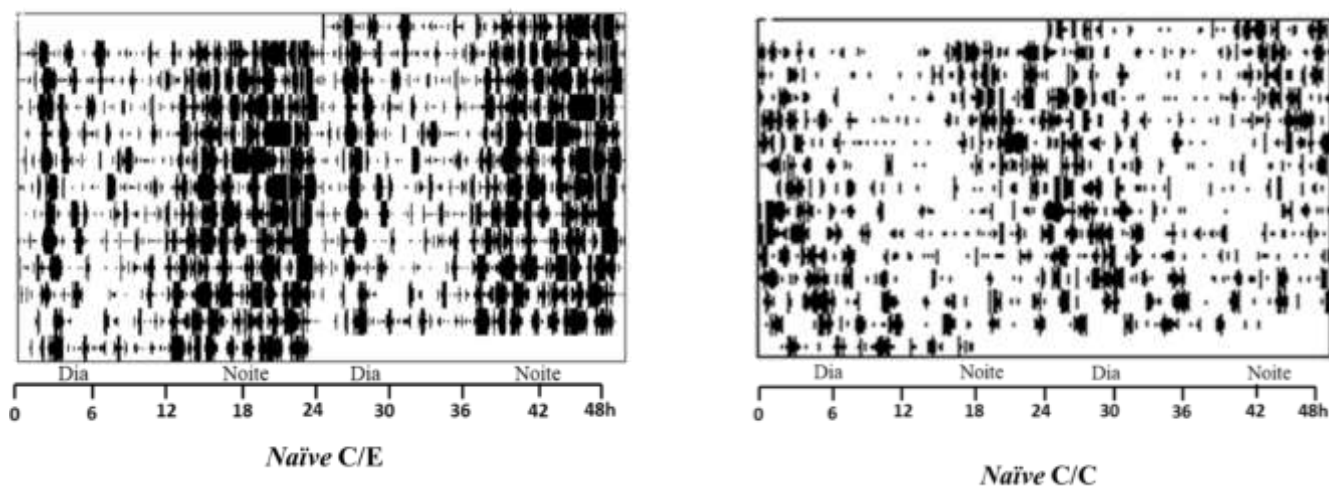 Dia Noite Dia Noite
0 6 12 18 24 30 36 42 48h
Naïve C/E
Dia Noite Dia Noite
0 6 12 18 24 30 36 42 48h
Naïve C/C